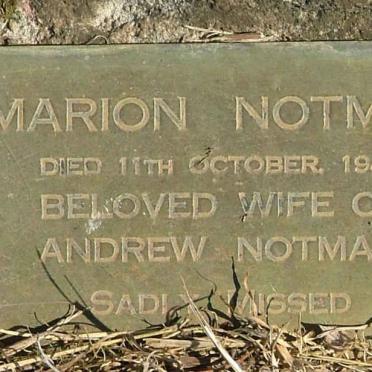 MARION NOTM
DIED 11TH OCTOBER. 19
BELOVED WIFE O
ANDREW NOTMA
SADLY MISSED